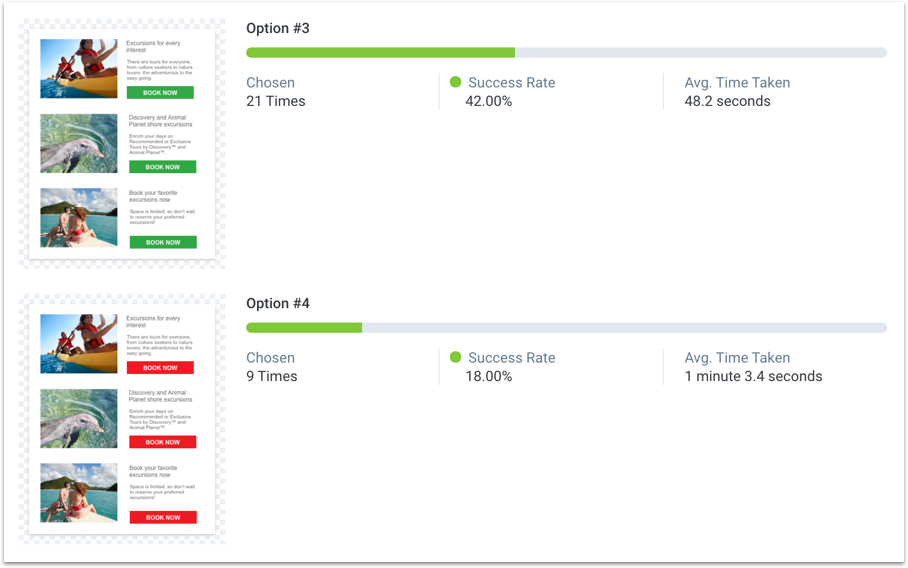 Option #3
Chosen
21 Times
Success Rate
42.00%
Avg. Time Taken
48.2 seconds
Excursions for every
interest
There are tours for everyone,
from culture seekers to nature
lovers, the adventurous to the
easy going.
BOOK NOW
Discovery and Animal
Planet shore excursions
Enrich your days on
Recommended or Exclusive
Tours by Discovery™ and
Animal Planet™.
BOOK NOW
Book your favorite
excursions now
Space is limited; so don't wait
to reserve your preferred
excursions!
BOOK NOW
Option #4
Chosen
9 Times
Success Rate
18.00%
Avg. Time Taken
1 minute 3.4 seconds
Excursions for every
interest
There are tours for everyone,
from culture seekers to nature
lovers, the adventurous to the
easy going.
BOOK NOW
Discovery and Animal
Planet shore excursions
Enrich your days on
Recommended or Exclusive
Tours by Discovery™ and
Animal Planet™.
BOOK NOW
Book your favorite
excursions now
Space is limited; so don't wait
to reserve your preferred
excursions!
BOOK NOW